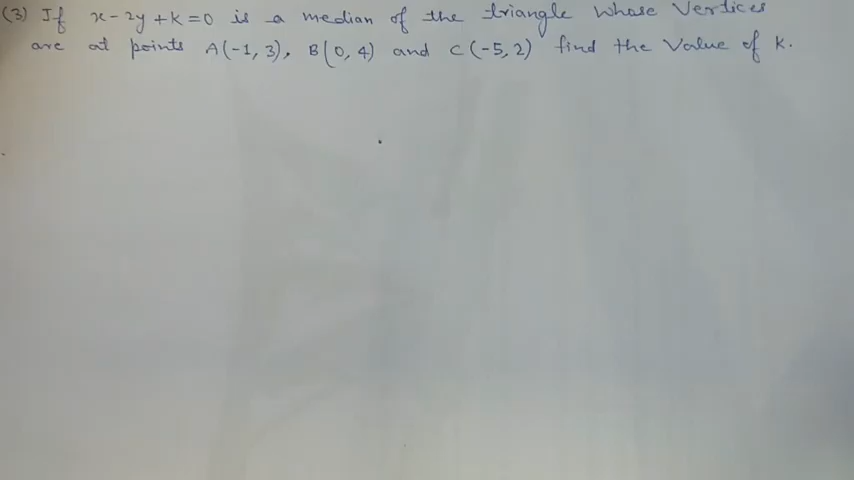 (3) If x - 2y + k = 0 is a median of the triangle whose vertices
are at points A(-1, 3), B(0, 4) and C(-5, 2) find the value of k.